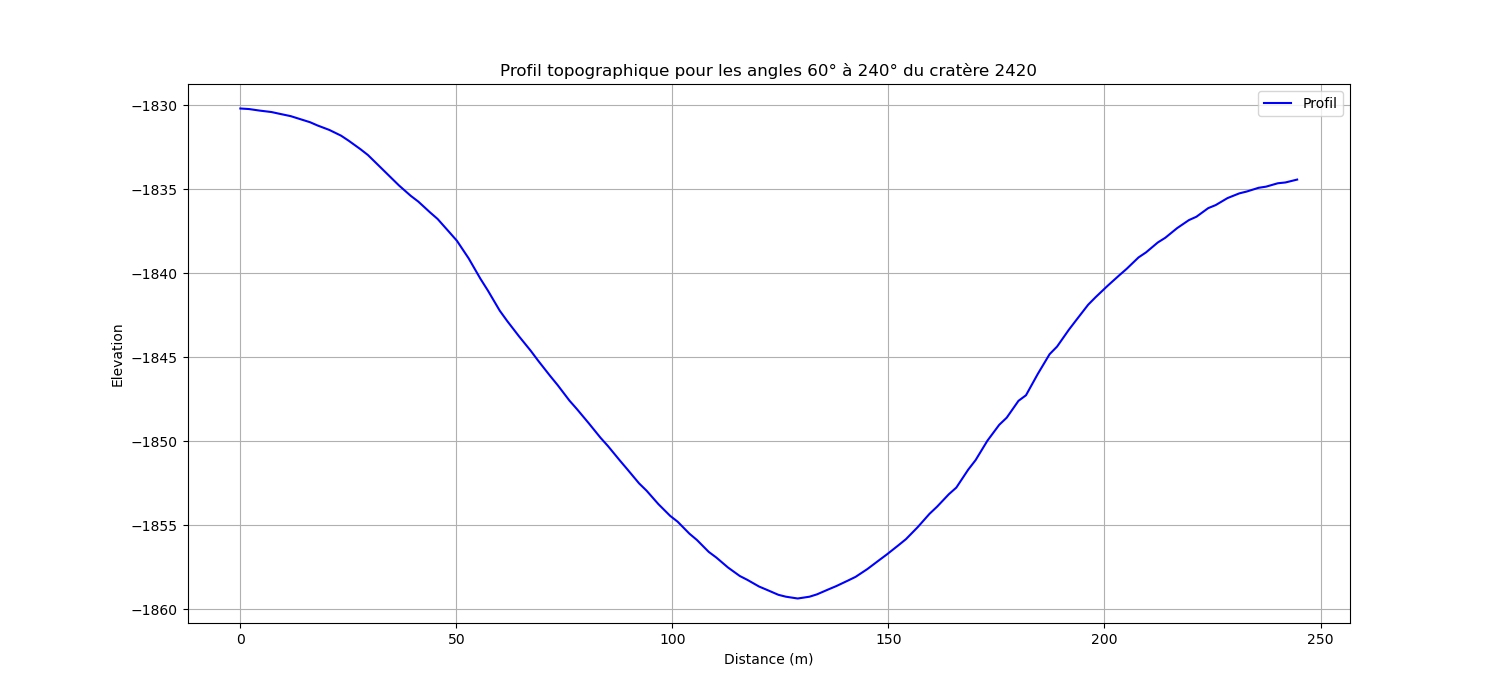 Profil topographique pour les angles 60° à 240° du cratère 2420
Profil
−1830
−1835
−1840
−1845
−1850
−1855
−1860
Elevation
0 50 100 150 200 250
Distance (m)